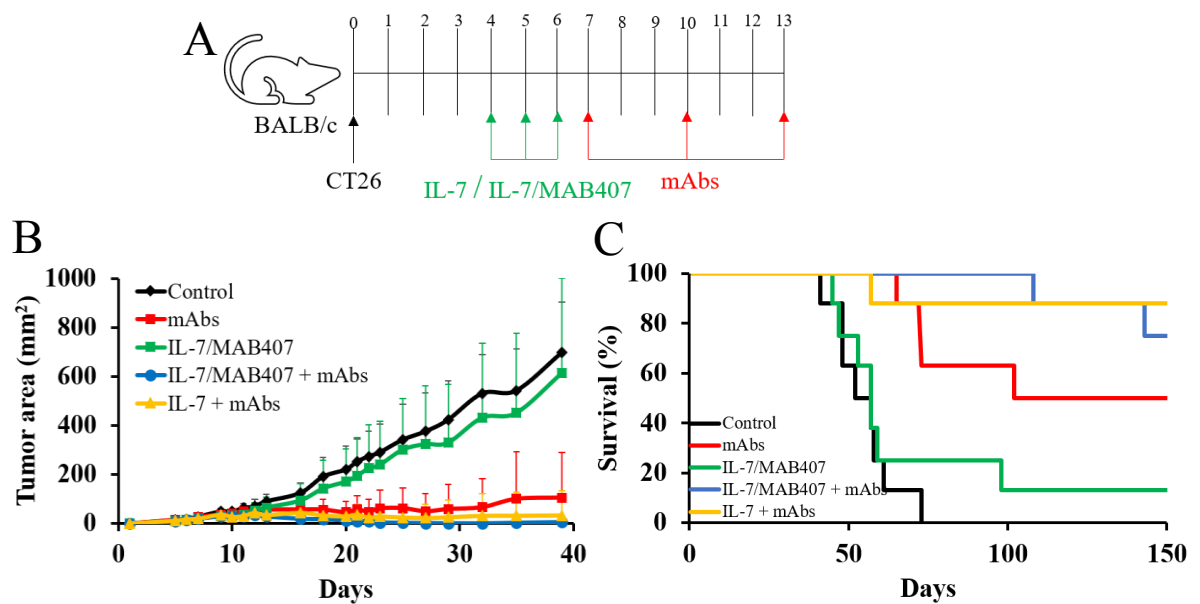 A
0 1 2 3 4 5 6 7 8 9 10 11 12 13
BALB/c
CT26
IL-7 / IL-7/MAB407
mAbs
B
Tumor area (mm²)
1000
800
600
400
200
0
Control
mAbs
IL-7/MAB407
IL-7/MAB407 + mAbs
IL-7 + mAbs
0 10 20 30 40
Days
C
Survival (%)
100
75
50
20
0
Control
mAbs
IL-7/MAB407
IL-7/MAB407 + mAbs
IL-7 + mAbs
0 50 100 150
Days